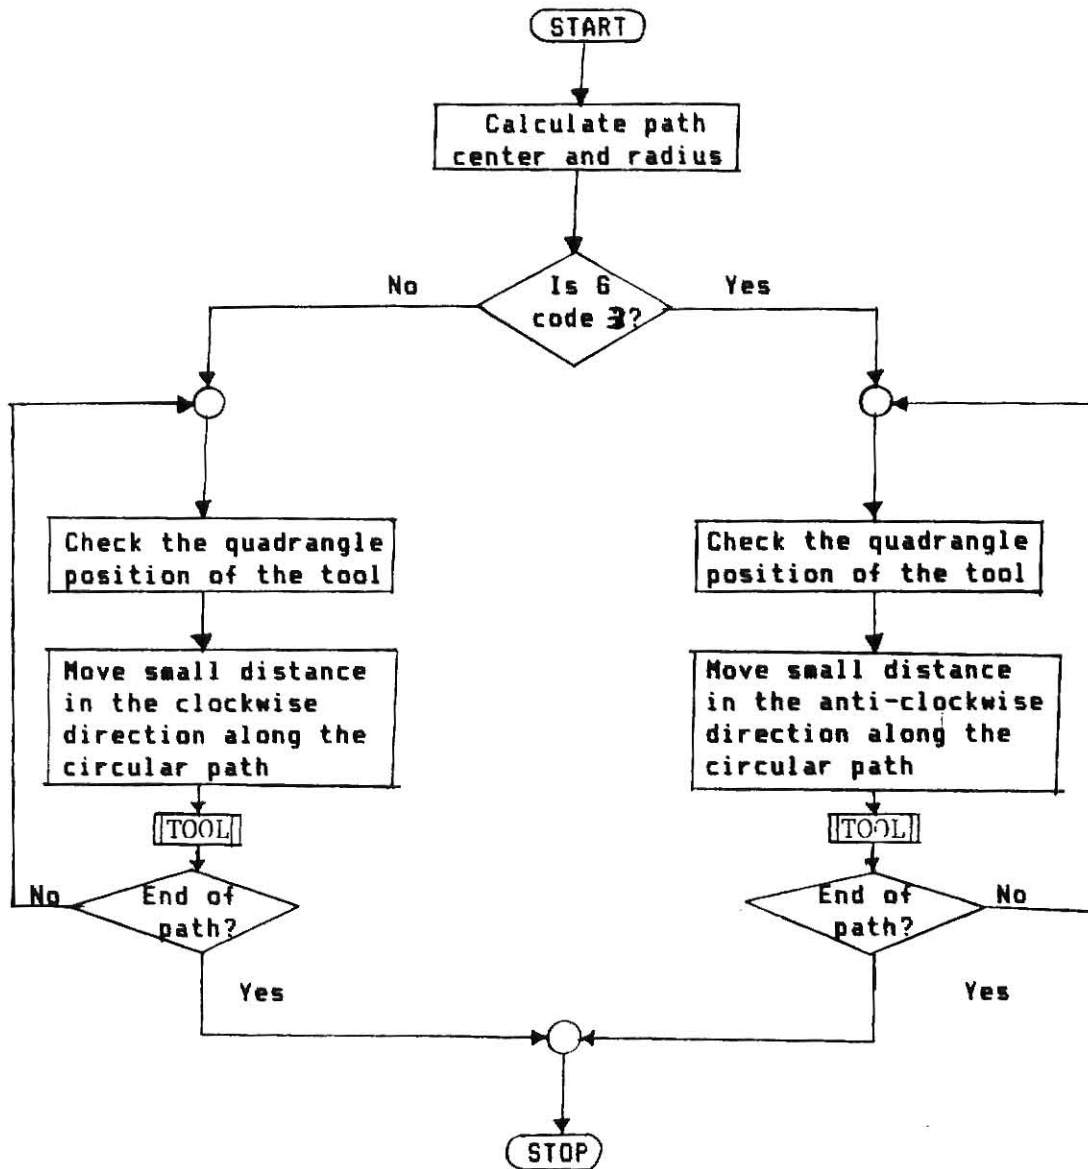 START
Calculate path
center and radius
No
Is G
code 3?
Yes
Check the quadrangle
position of the tool
Move small distance
in the clockwise
direction along the
circular path
TOOL
No
End of
path?
Yes
Check the quadrangle
position of the tool
Move small distance
in the anti-clockwise
direction along the
circular path
TOOL
End of
path?
No
Yes
STOP